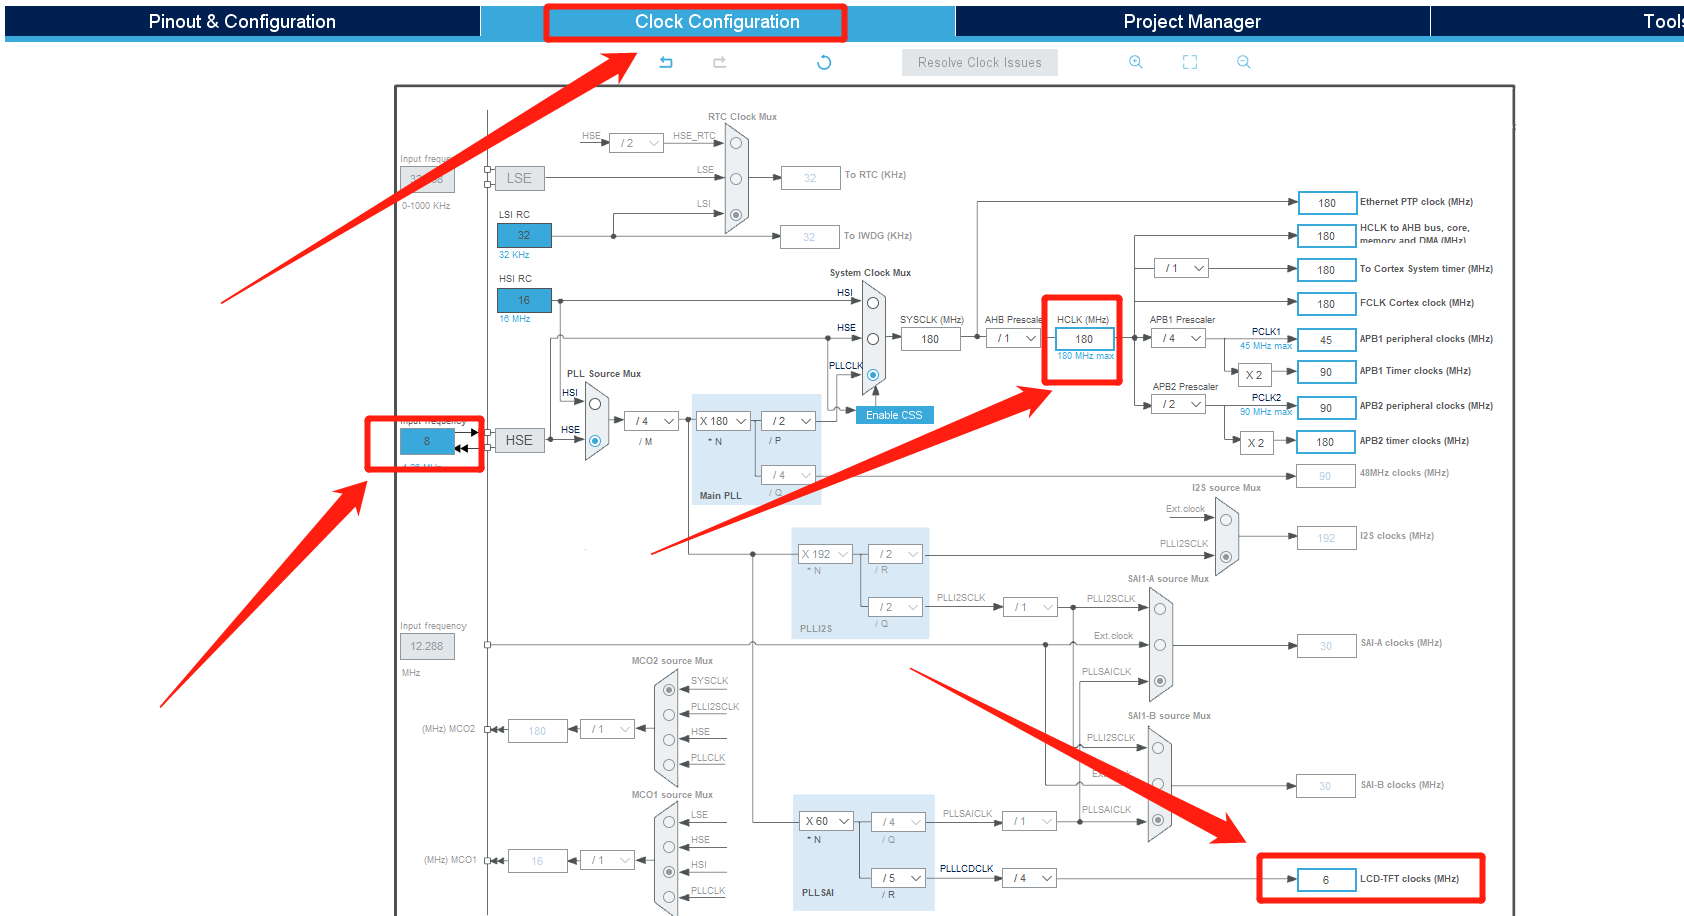 Pinout & Configuration
Clock Configuration
Project Manager
Tools
Resolve Clock Issues
RTC Clock Mux
HSE
/ 2
HSE_RTC
Input frequ
LSE
LSE
32
To RTC (KHz)
0-1000 KHz
LSI RC
LSI
32
32 KHz
32
To IWDG (KHz)
HSI RC
16
16 MHz
System Clock Mux
HSI
HSE
PLLCLK
SYSCLK (MHz)
180
AHB Prescaler
/ 1
HCLK (MHz)
180
180 MHz max
180
Ethernet PTP clock (MHz)
180
HCLK to AHB bus, core,
memory and DMA (MHz)
/ 1
180
To Cortex System timer (MHz)
180
FCLK Cortex clock (MHz)
APB1 Prescaler
/ 4
PCLK1
45 MHz max
45
APB1 peripheral clocks (MHz)
X 2
90
APB1 Timer clocks (MHz)
APB2 Prescaler
/ 2
PCLK2
90 MHz max
90
APB2 peripheral clocks (MHz)
X 2
180
APB2 timer clocks (MHz)
PLL Source Mux
HSI
HSE
/ 4
/ M
X 180
* N
/ 2
/ P
Enable CSS
Input frequency
8
HSE
/ 4
/ Q
Main PLL
90
48MHz clocks (MHz)
I2S source Mux
Ext.clock
PLLI2SCLK
192
I2S clocks (MHz)
X 192
* N
/ 2
/ R
/ 2
/ Q
PLLI2S
PLLI2SCLK
/ 1
SAI1-A source Mux
PLLI2SCLK
Ext.clock
PLLSAICLK
30
SAI-A clocks (MHz)
Input frequency
12.288
MHz
MCO2 source Mux
SYSCLK
PLLI2SCLK
HSE
PLLCLK
(MHz) MCO2
180
/ 1
SAI1-B source Mux
PLLI2SCLK
PLLSAICLK
30
SAI-B clocks (MHz)
MCO1 source Mux
LSE
HSE
HSI
PLLCLK
(MHz) MCO1
16
/ 1
X 60
* N
/ 4
/ Q
PLLSAICLK
/ 1
/ 5
/ R
PLLSAI
PLLLCDCLK
/ 4
6
LCD-TFT clocks (MHz)